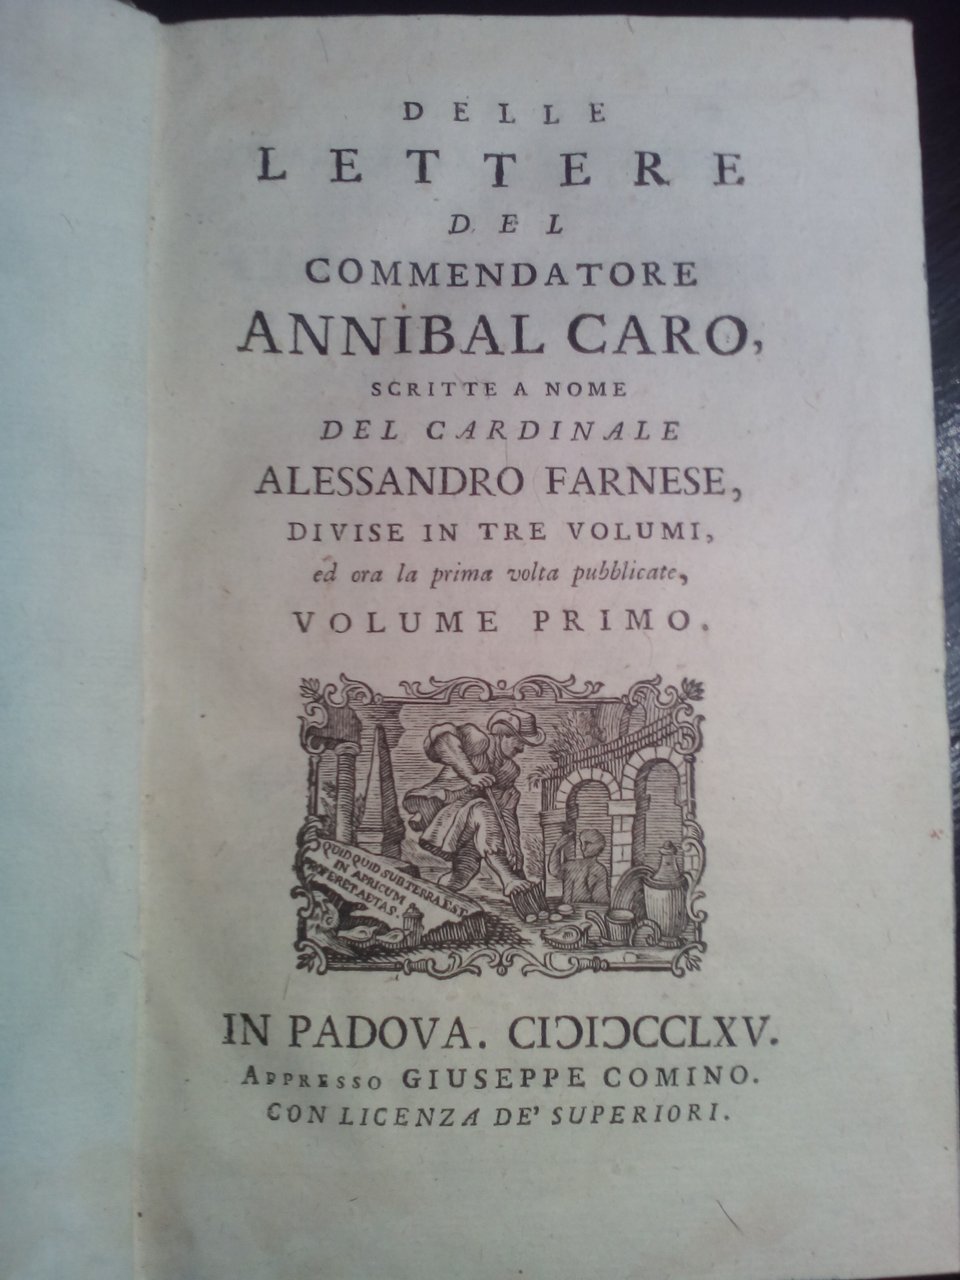 DELLE
LETTERE
DEL
COMMENDATORE
ANNIBAL CARO,
SCRITTE A NOME
DEL CARDINALE
ALESSANDRO FARNESE,
DIVISE IN TRE VOLUMI,
ed ora la prima volta pubblicate,
VOLUME PRIMO.
QUIDQUID SUB TERRA EST
IN APRICUM
PROFERET AETAS.
IN PADOVA. CIƆIƆCCLXV.
APPRESSO GIUSEPPE COMINO.
CON LICENZA DE' SUPERIORI.